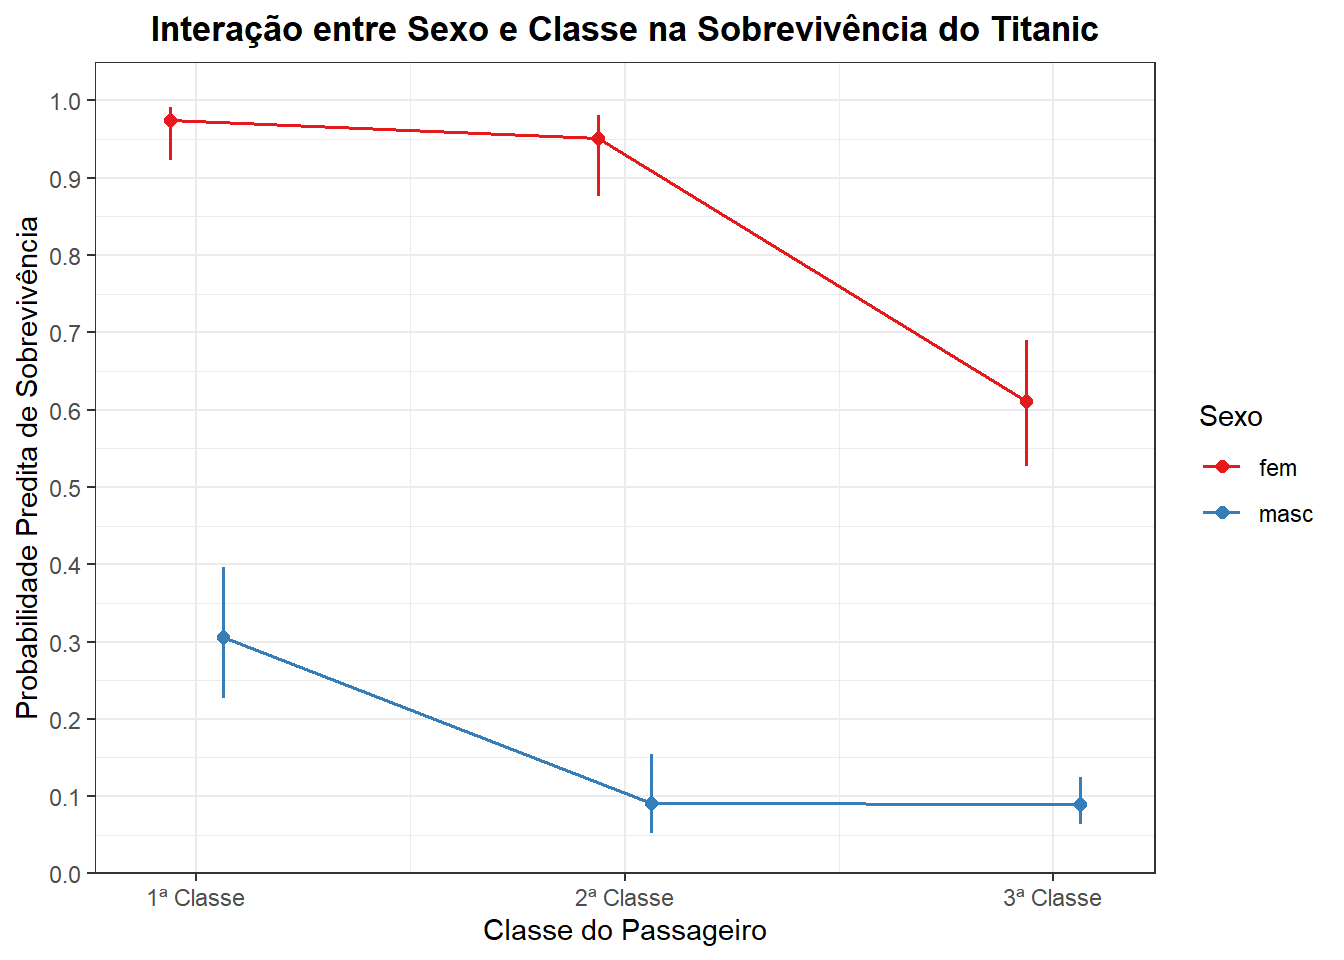 Interação entre Sexo e Classe na Sobrevivência do Titanic
Probabilidade Predita de Sobrevivência
1.0
0.9
0.8
0.7
0.6
0.5
0.4
0.3
0.2
0.1
0.0
1ª Classe
2ª Classe
3ª Classe
Classe do Passageiro
Sexo
fem
masc